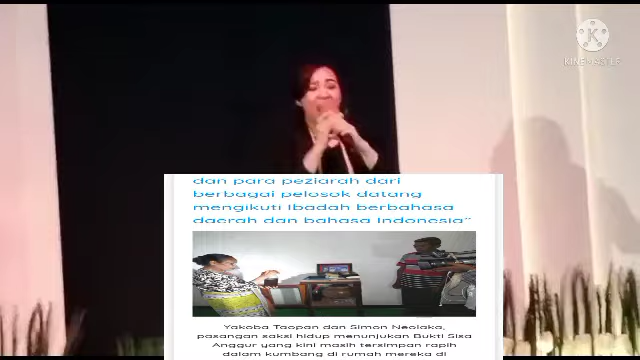 KINEMASTER
dan para peziarah dari
berbagai pelosok datang
mengikuti Ibadah berbahasa
daerah dan bahasa Indonesia"
Yakoba Taopan dan Simon Neolaka,
pasangan saksi hidup menunjukan Bukti Sisa
Anggur yang kini masih tersimpan rapih
dalam kumbang di rumah mereka di